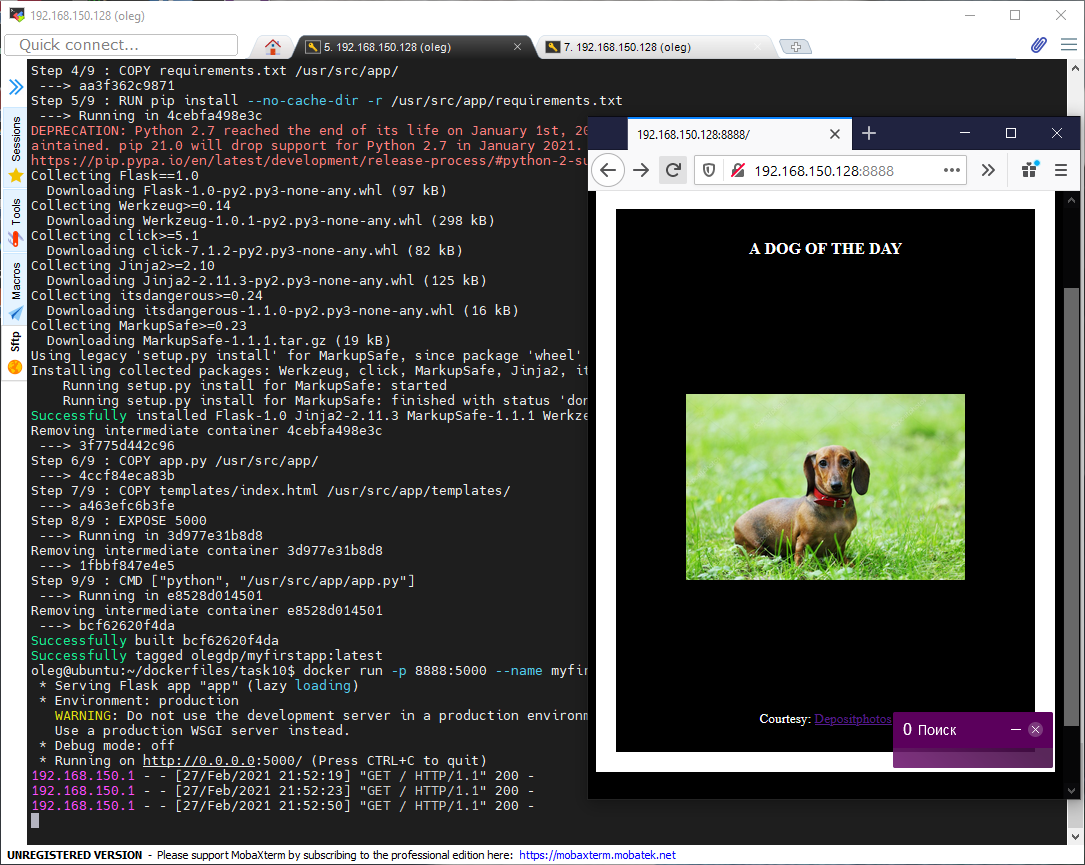 192.168.150.128 (oleg)
Quick connect...
5. 192.168.150.128 (oleg)
7. 192.168.150.128 (oleg)
Sessions
Tools
Macros
Sftp
Step 4/9 : COPY requirements.txt /usr/src/app/
---> aa3f362c9871
Step 5/9 : RUN pip install --no-cache-dir -r /usr/src/app/requirements.txt
---> Running in 4cebfa498e3c
DEPRECATION: Python 2.7 reached the end of its life on January 1st, 20
aintained. pip 21.0 will drop support for Python 2.7 in January 2021.
https://pip.pypa.io/en/latest/development/release-process/#python-2-su
Collecting Flask==1.0
Downloading Flask-1.0-py2.py3-none-any.whl (97 kB)
Collecting Werkzeug>=0.14
Downloading Werkzeug-1.0.1-py2.py3-none-any.whl (298 kB)
Collecting click>=5.1
Downloading click-7.1.2-py2.py3-none-any.whl (82 kB)
Collecting Jinja2>=2.10
Downloading Jinja2-2.11.3-py2.py3-none-any.whl (125 kB)
Collecting itsdangerous>=0.24
Downloading itsdangerous-1.1.0-py2.py3-none-any.whl (16 kB)
Collecting MarkupSafe>=0.23
Downloading MarkupSafe-1.1.1.tar.gz (19 kB)
Using legacy 'setup.py install' for MarkupSafe, since package 'wheel'
Installing collected packages: Werkzeug, click, MarkupSafe, Jinja2, it
Running setup.py install for MarkupSafe: started
Running setup.py install for MarkupSafe: finished with status 'don
Successfully installed Flask-1.0 Jinja2-2.11.3 MarkupSafe-1.1.1 Werkze
Removing intermediate container 4cebfa498e3c
---> 3f775d442c96
Step 6/9 : COPY app.py /usr/src/app/
---> 4ccf84eca83b
Step 7/9 : COPY templates/index.html /usr/src/app/templates/
---> a463efc6b3fe
Step 8/9 : EXPOSE 5000
---> Running in 3d977e31b8d8
Removing intermediate container 3d977e31b8d8
---> 1fbbf847e4e5
Step 9/9 : CMD ["python", "/usr/src/app/app.py"]
---> Running in e8528d014501
Removing intermediate container e8528d014501
---> bcf62620f4da
Successfully built bcf62620f4da
Successfully tagged olegdp/myfirstapp:latest
oleg@ubuntu:~/dockerfiles/task10$ docker run -p 8888:5000 --name myfir
* Serving Flask app "app" (lazy loading)
* Environment: production
WARNING: Do not use the development server in a production environm
Use a production WSGI server instead.
* Debug mode: off
* Running on http://0.0.0.0:5000/ (Press CTRL+C to quit)
192.168.150.1 - - [27/Feb/2021 21:52:19] "GET / HTTP/1.1" 200 -
192.168.150.1 - - [27/Feb/2021 21:52:23] "GET / HTTP/1.1" 200 -
192.168.150.1 - - [27/Feb/2021 21:52:50] "GET / HTTP/1.1" 200 -
192.168.150.128:8888/
192.168.150.128:8888
A DOG OF THE DAY
Courtesy: Depositphotos
0 Поиск
UNREGISTERED VERSION - Please support MobaXterm by subscribing to the professional edition here: https://mobaxterm.mobatek.net